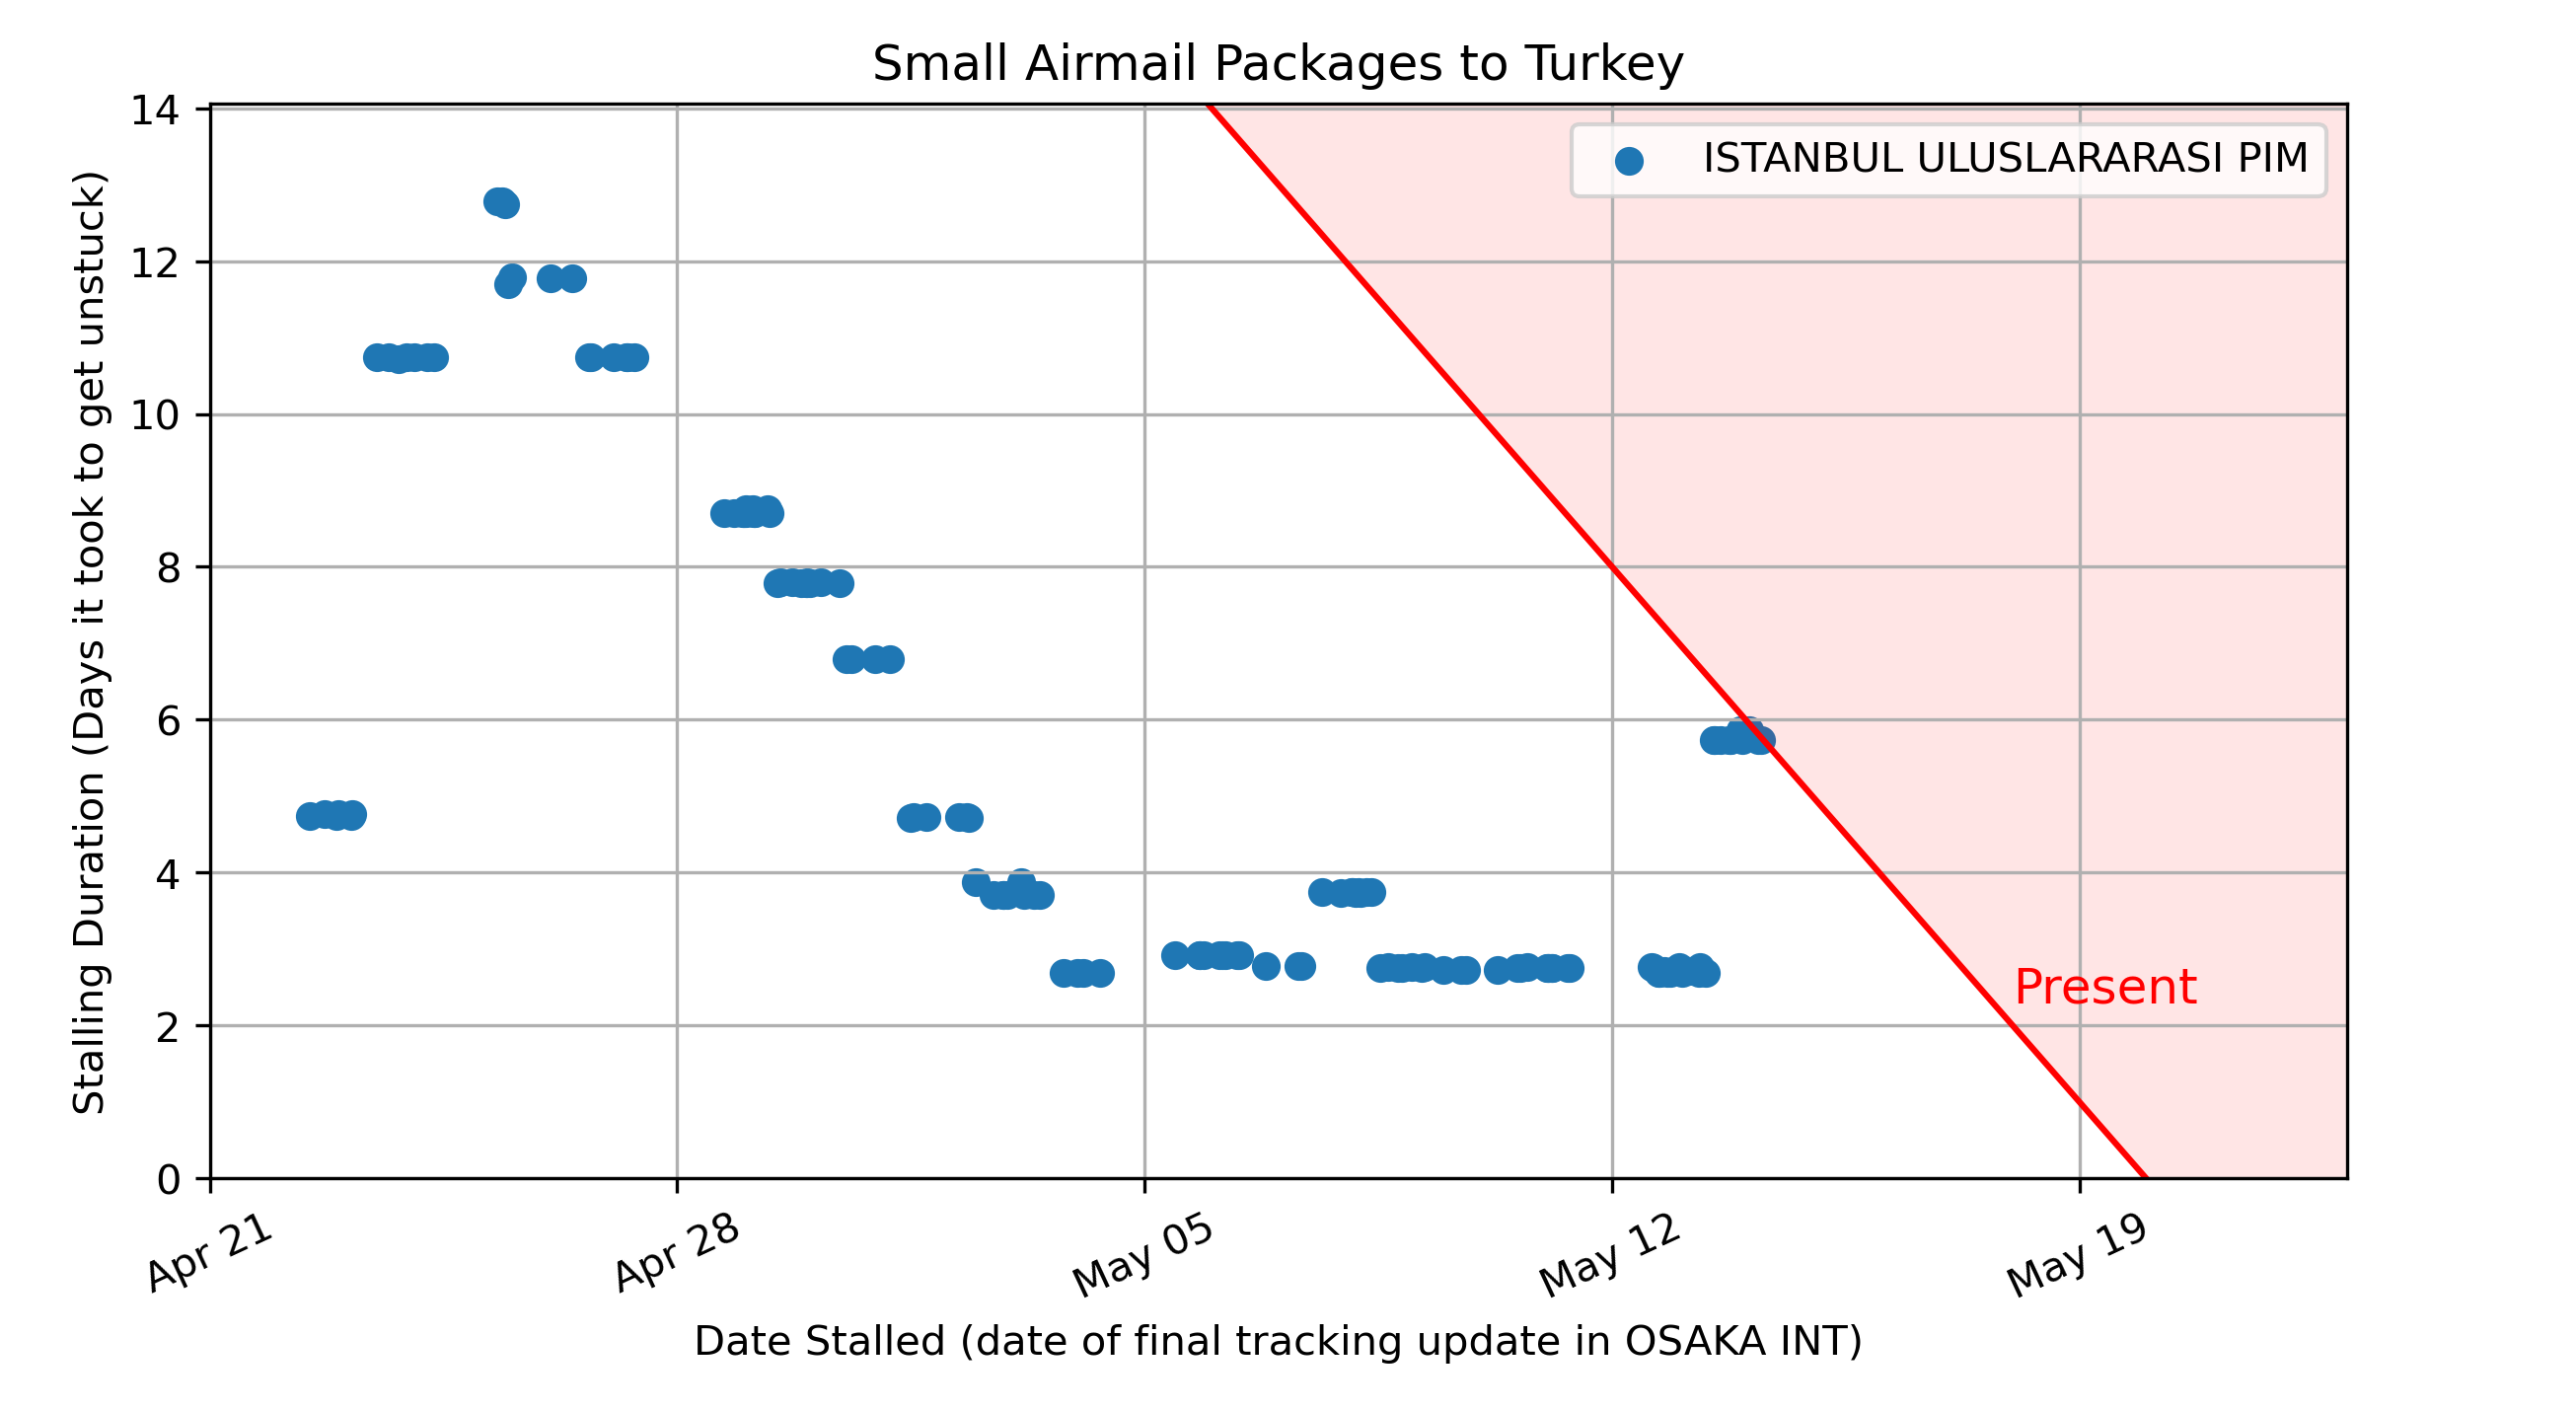 Small Airmail Packages to Turkey
Stalling Duration (Days it took to get unstuck)
14
12
10
8
6
4
2
0
ISTANBUL ULUSLARARASI PIM
Present
Apr 21
Apr 28
May 05
May 12
May 19
Date Stalled (date of final tracking update in OSAKA INT)